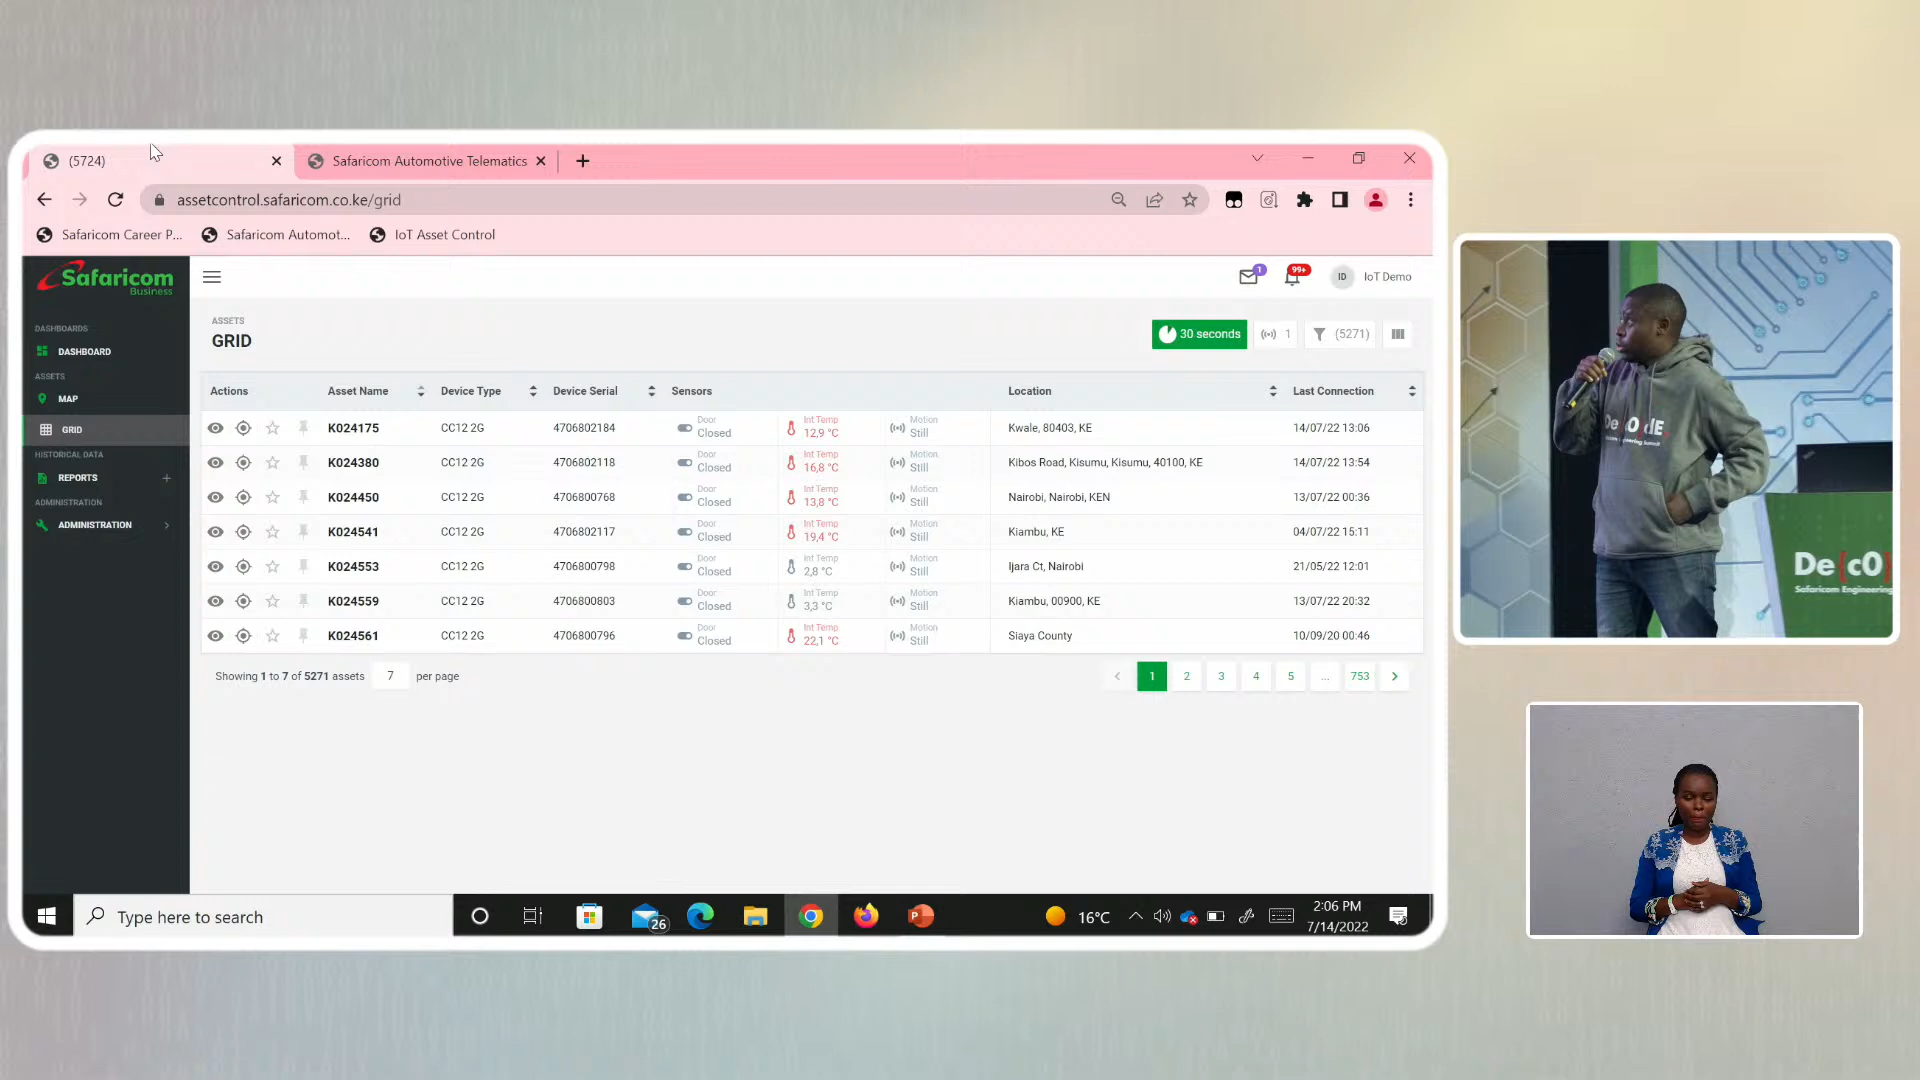 (5724)
Safaricom Automotive Telematics
assetcontrol.safaricom.co.ke/grid
Safaricom Career P...
Safaricom Automot...
IoT Asset Control
Safaricom
Business
1
99+
ID
IoT Demo
DASHBOARDS
DASHBOARD
ASSETS
MAP
GRID
HISTORICAL DATA
REPORTS
ADMINISTRATION
ADMINISTRATION
ASSETS
GRID
30 seconds
1
(5271)
Actions Asset Name Device Type Device Serial Sensors Location Last Connection
K024175 CC12 2G 4706802184 Door Closed Int Temp 12,9 °C Motion Still Kwale, 80403, KE 14/07/22 13:06
K024380 CC12 2G 4706802118 Door Closed Int Temp 16,8 °C Motion Still Kibos Road, Kisumu, Kisumu, 40100, KE 14/07/22 13:54
K024450 CC12 2G 4706800768 Door Closed Int Temp 13,8 °C Motion Still Nairobi, Nairobi, KEN 13/07/22 00:36
K024541 CC12 2G 4706802117 Door Closed Int Temp 19,4 °C Motion Still Kiambu, KE 04/07/22 15:11
K024553 CC12 2G 4706800798 Door Closed Int Temp 2,8 °C Motion Still Ijara Ct, Nairobi 21/05/22 12:01
K024559 CC12 2G 4706800803 Door Closed Int Temp 3,3 °C Motion Still Kiambu, 00900, KE 13/07/22 20:32
K024561 CC12 2G 4706800796 Door Closed Int Temp 22,1 °C Motion Still Siaya County 10/09/20 00:46
Showing 1 to 7 of 5271 assets 7 per page
1 2 3 4 5 ... 753
Type here to search
26
16°C
2:06 PM
7/14/2022
De{cO
Safaricom Engineering